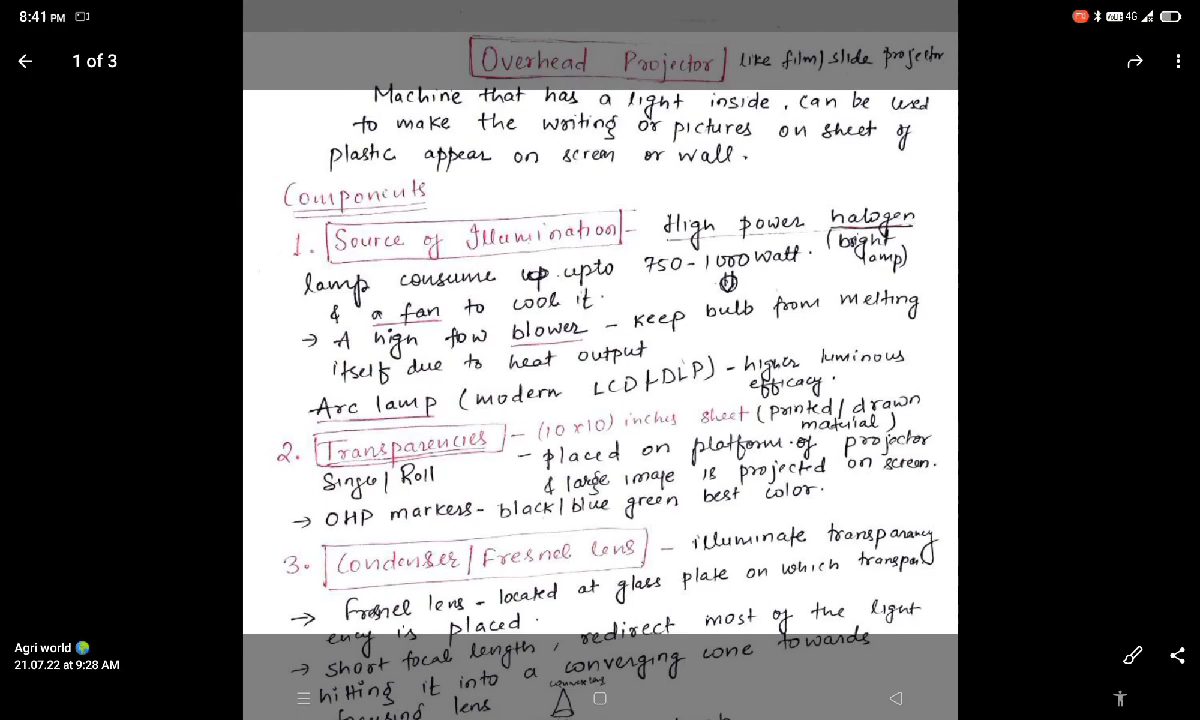 8:41 PM
4G
1 of 3
Overhead Projector like film/slide projector
Machine that has a light inside, can be used
to make the writing or pictures on sheet of
plastic appear on screen or wall.
Components
1. Source of Illumination - High power halogen
(bright lamp)
lamp consume up upto 750-1000 watt.
& a fan to cool it.
→ A high flow blower - keep bulb from melting
itself due to heat output
Arc lamp (modern LCD/DLP) - higher luminous
efficacy.
2. Transparencies - (10x10) inches sheet (printed/drawn
material)
Single/Roll - placed on platform of projector
& large image is projected on screen.
→ OHP markers - black/blue green best color.
3. Condenser/Fresnel lens - illuminate transparancy
→ Fresnel lens - located at glass plate on which transpar
ency is placed.
→ short focal length, redirect most of the light
hitting it into a converging cone towards
focusing lens
Agri world
21.07.22 at 9:28 AM